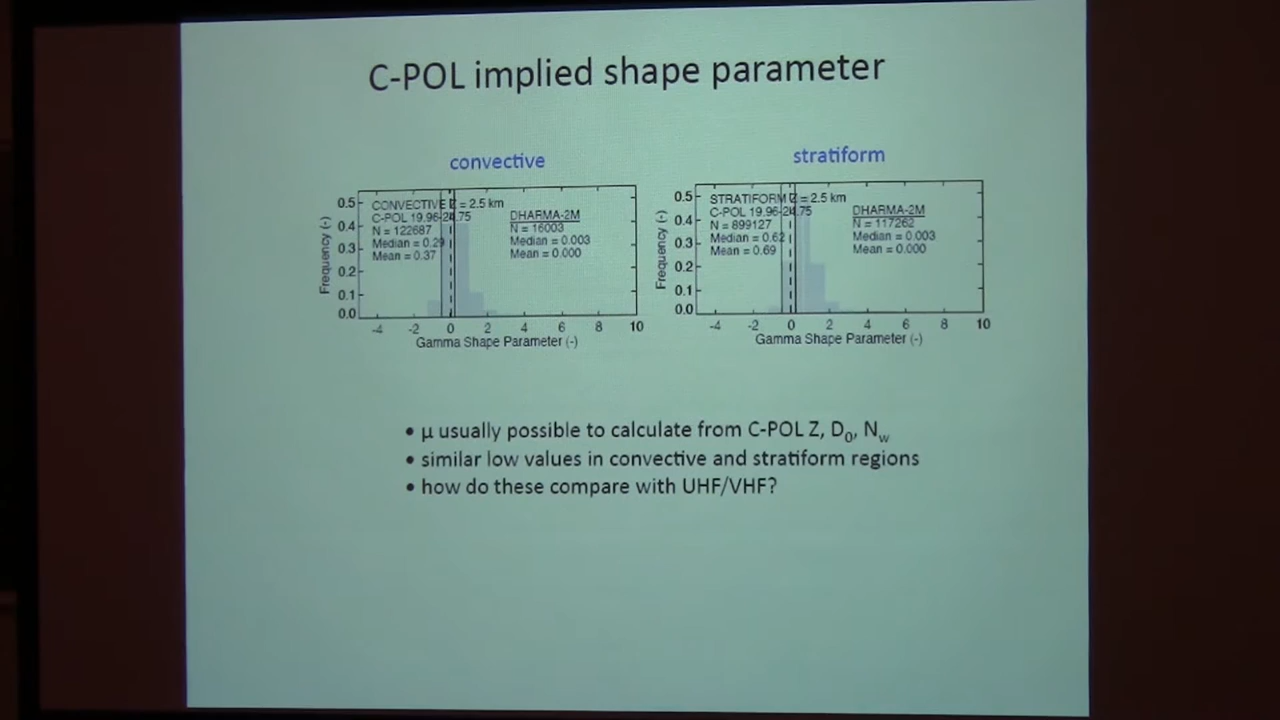 C-POL implied shape parameter
convective
stratiform
CONVECTIVE Z = 2.5 km
C-POL 19.96-24.75
N = 122687
Median = 0.29
Mean = 0.37
DHARMA-2M
N = 16003
Median = 0.003
Mean = 0.000
Frequency (-)
0.5
0.4
0.3
0.2
0.1
0.0
-4 -2 0 2 4 6 8 10
Gamma Shape Parameter (-)
STRATIFORM Z = 2.5 km
C-POL 19.96-24.75
N = 899127
Median = 0.62
Mean = 0.69
DHARMA-2M
N = 117262
Median = 0.003
Mean = 0.000
Frequency (-)
0.5
0.4
0.3
0.2
0.1
0.0
-4 -2 0 2 4 6 8 10
Gamma Shape Parameter (-)
• μ usually possible to calculate from C-POL Z, D0, Nw
• similar low values in convective and stratiform regions
• how do these compare with UHF/VHF?